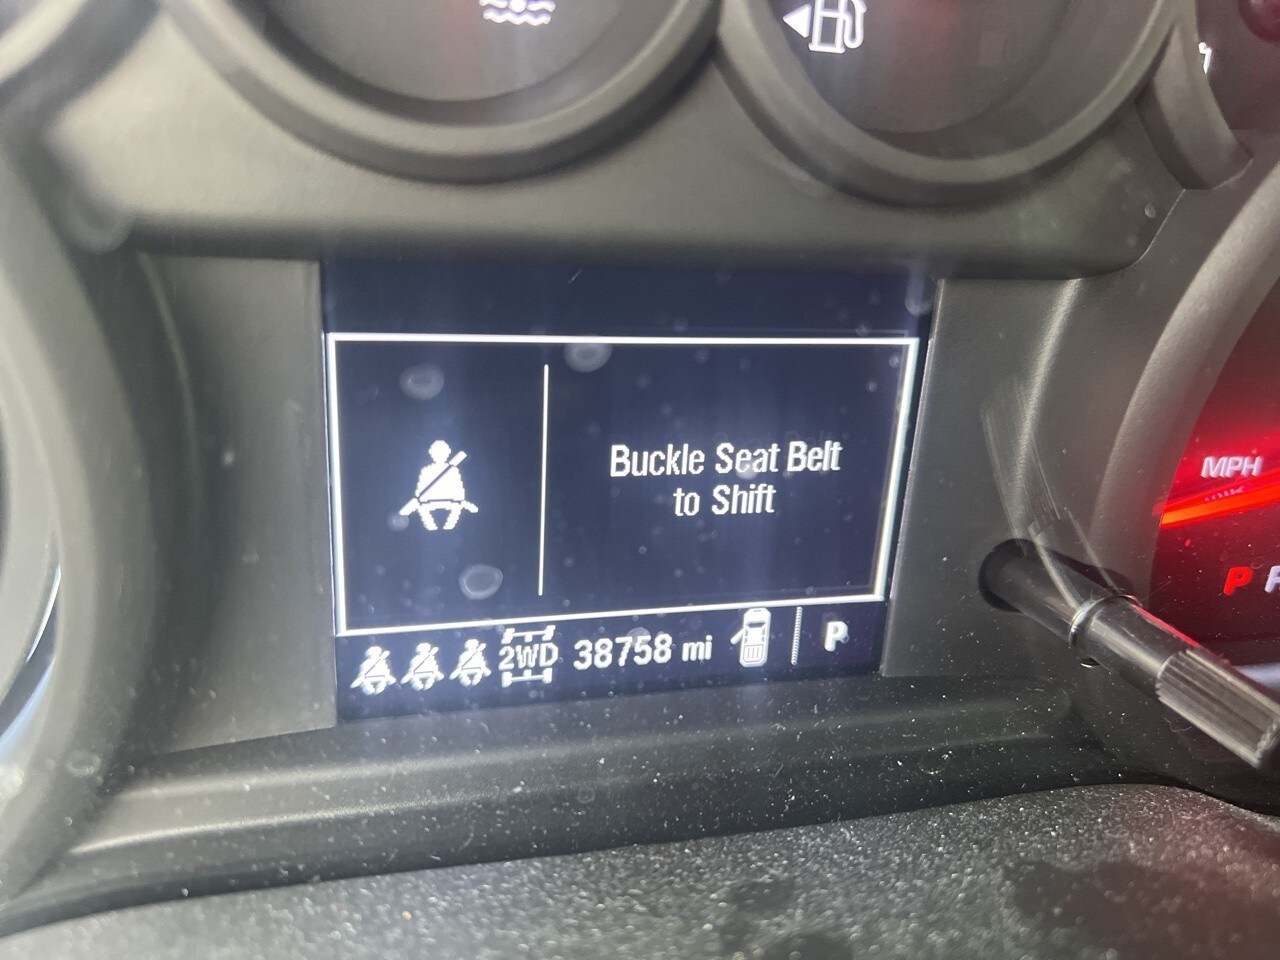 Buckle Seat Belt
to Shift
2WD
38758 mi
P
MPH
P